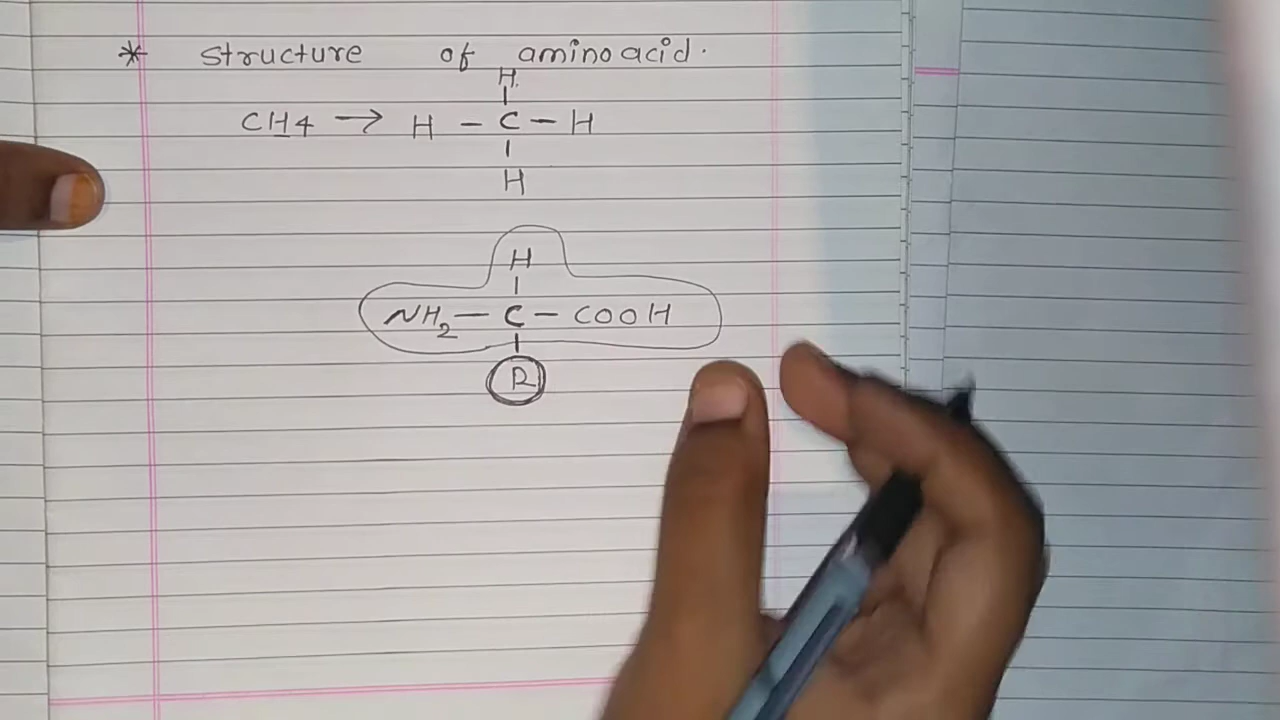 * structure of aminoacid.
H
CH4 → H – C – H
H
H
NH2 – C – COOH
R